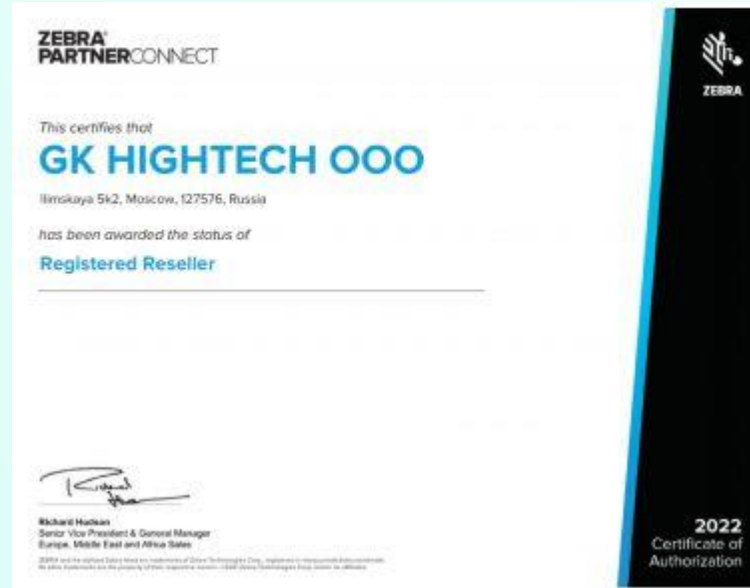 ZEBRA
PARTNERCONNECT
ZEBRA
This certifies that
GK HIGHTECH OOO
Ilimskaya 5k2, Moscow, 127576, Russia
has been awarded the status of
Registered Reseller
Richard Hudson
Senior Vice President & General Manager
Europe, Middle East and Africa Sales
2022
Certificate of
Authorization